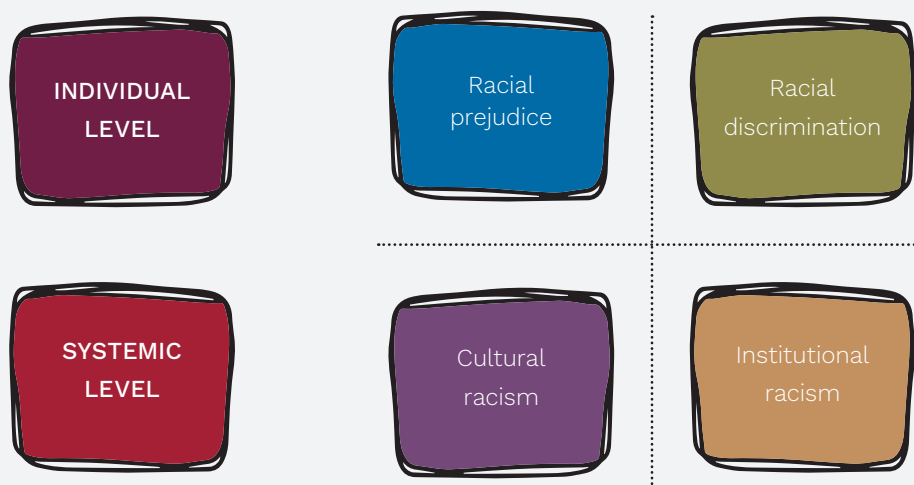 INDIVIDUAL
LEVEL
Racial
prejudice
Racial
discrimination
SYSTEMIC
LEVEL
Cultural
racism
Institutional
racism